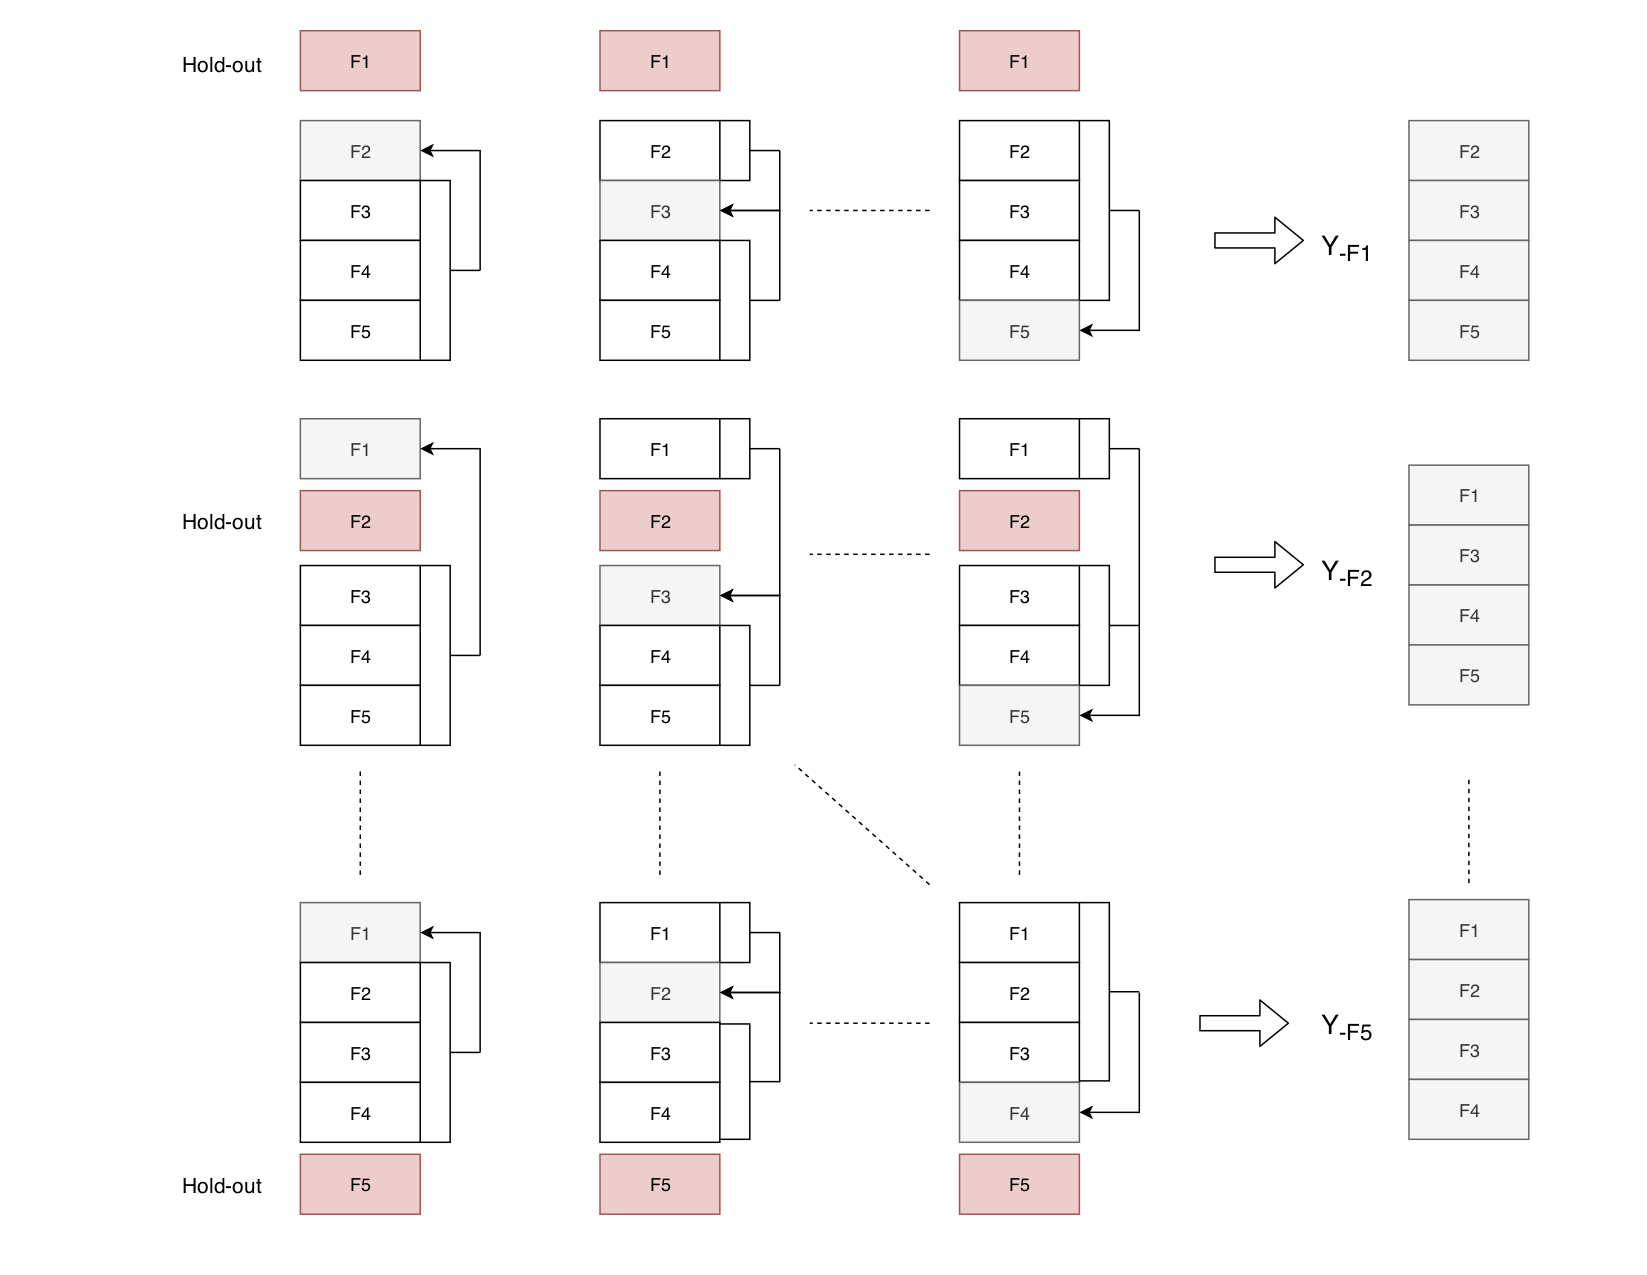 Hold-out F1 F1 F1
F2 F2 F2 F2
F3 F3 F3 F3
Y-F1
F4 F4 F4 F4
F5 F5 F5 F5
F1 F1 F1
F1
Hold-out F2 F2 F2
F3
Y-F2
F3 F3 F3
F4
F4 F4 F4
F5
F5 F5 F5
F1 F1 F1 F1
F2 F2 F2 F2
Y-F5
F3 F3 F3 F3
F4 F4 F4 F4
Hold-out F5 F5 F5